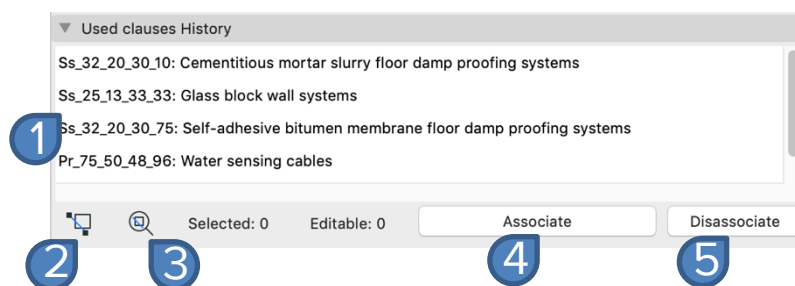 Used clauses History
Ss_32_20_30_10: Cementitious mortar slurry floor damp proofing systems
Ss_25_13_33_33: Glass block wall systems
1
Ss_32_20_30_75: Self-adhesive bitumen membrane floor damp proofing systems
Pr_75_50_48_96: Water sensing cables
Selected: 0 Editable: 0 Associate Disassociate
2 3 4 5